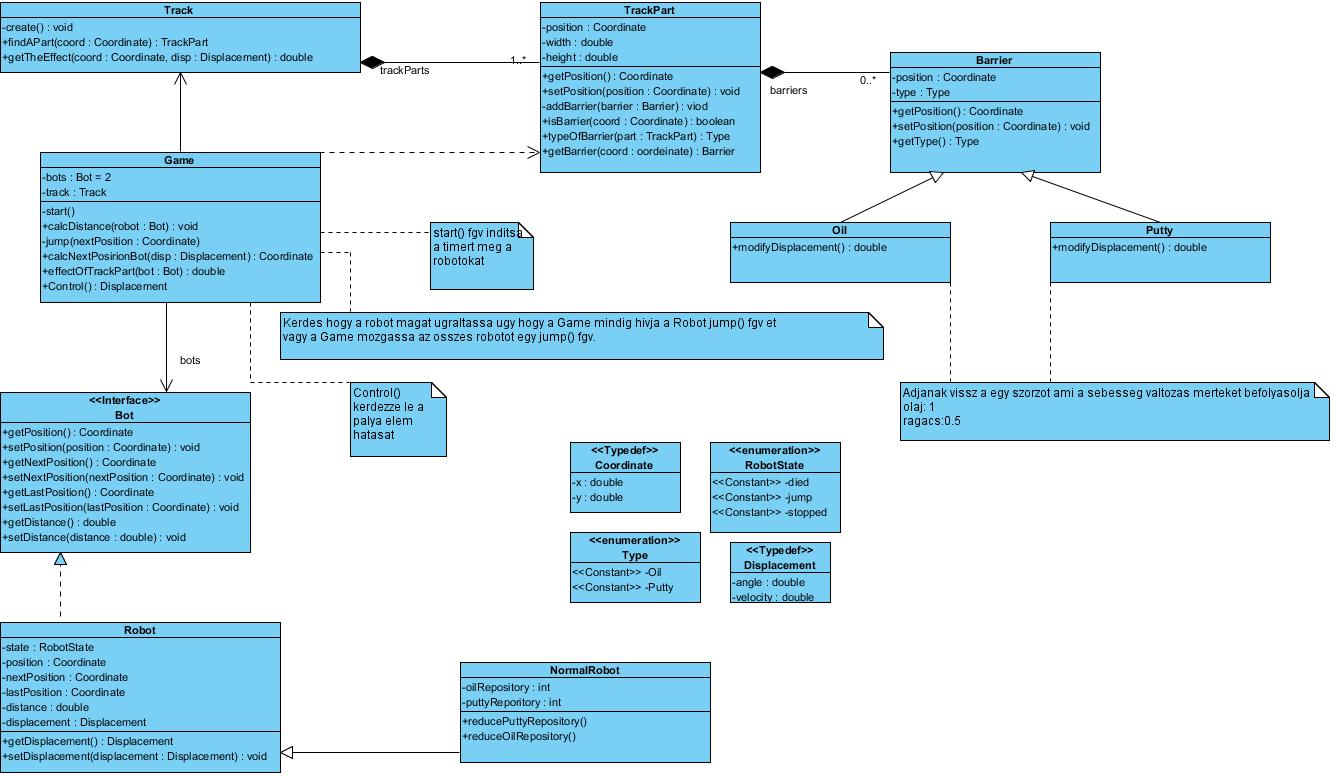 Track
-create() : void
+findAPart(coord : Coordinate) : TrackPart
+getTheEffect(coord : Coordinate, disp : Displacement) : double
trackParts
1..*
TrackPart
-position : Coordinate
-width : double
-height : double
+getPosition() : Coordinate
+setPosition(position : Coordinate) : void
-addBarrier(barrier : Barrier) : viod
+isBarrier(coord : Coordinate) : boolean
+typeOfBarrier(part : TrackPart) : Type
+getBarrier(coord : oordeinate) : Barrier
barriers
0..*
Barrier
-position : Coordinate
-type : Type
+getPosition() : Coordinate
+setPosition(position : Coordinate) : void
+getType() : Type
Game
-bots : Bot = 2
-track : Track
-start()
+calcDistance(robot : Bot) : void
-jump(nextPosition : Coordinate)
+calcNextPosirionBot(disp : Displacement) : Coordinate
+effectOfTrackPart(bot : Bot) : double
+Control() : Displacement
start() fgv inditsa
a timert meg a
robotokat
Oil
+modifyDisplacement() : double
Putty
+modifyDisplacement() : double
Kerdes hogy a robot magat ugraltassa ugy hogy a Game mindig hivja a Robot jump() fgv et
vagy a Game mozgassa az osszes robotot egy jump() fgv.
bots
Control()
kerdezze le a
palya elem
hatasat
Adjanak vissz a egy szorzot ami a sebesseg valtozas merteket befolyasolja
olaj: 1
ragacs:0.5
<<Interface>>
Bot
+getPosition() : Coordinate
+setPosition(position : Coordinate) : void
+getNextPosition() : Coordinate
+setNextPosition(nextPosition : Coordinate) : void
+getLastPosition() : Coordinate
+setLastPosition(lastPosition : Coordinate) : void
+getDistance() : double
+setDistance(distance : double) : void
<<Typedef>>
Coordinate
-x : double
-y : double
<<enumeration>>
RobotState
<<Constant>> -died
<<Constant>> -jump
<<Constant>> -stopped
<<enumeration>>
Type
<<Constant>> -Oil
<<Constant>> -Putty
<<Typedef>>
Displacement
-angle : double
-velocity : double
Robot
-state : RobotState
-position : Coordinate
-nextPosition : Coordinate
-lastPosition : Coordinate
-distance : double
-displacement : Displacement
+getDisplacement() : Displacement
+setDisplacement(displacement : Displacement) : void
NormalRobot
-oilRepository : int
-puttyReporitory : int
+reducePuttyRepository()
+reduceOilRepository()